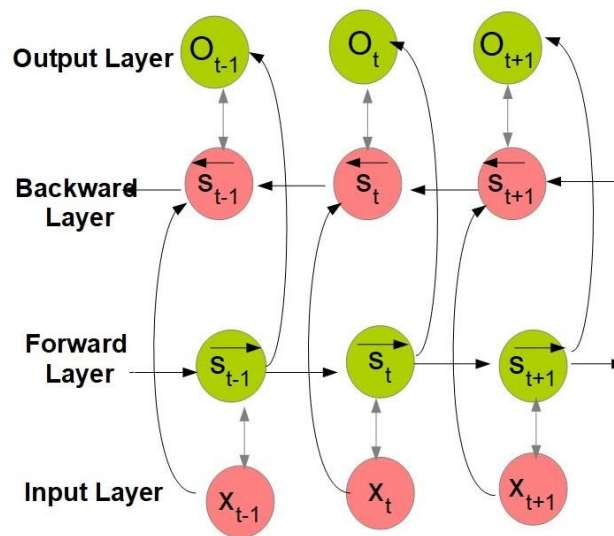 Output Layer
O t-1
O t
O t+1
Backward Layer
s t-1
s t
s t+1
Forward Layer
s t-1
s t
s t+1
Input Layer
x t-1
x t
x t+1